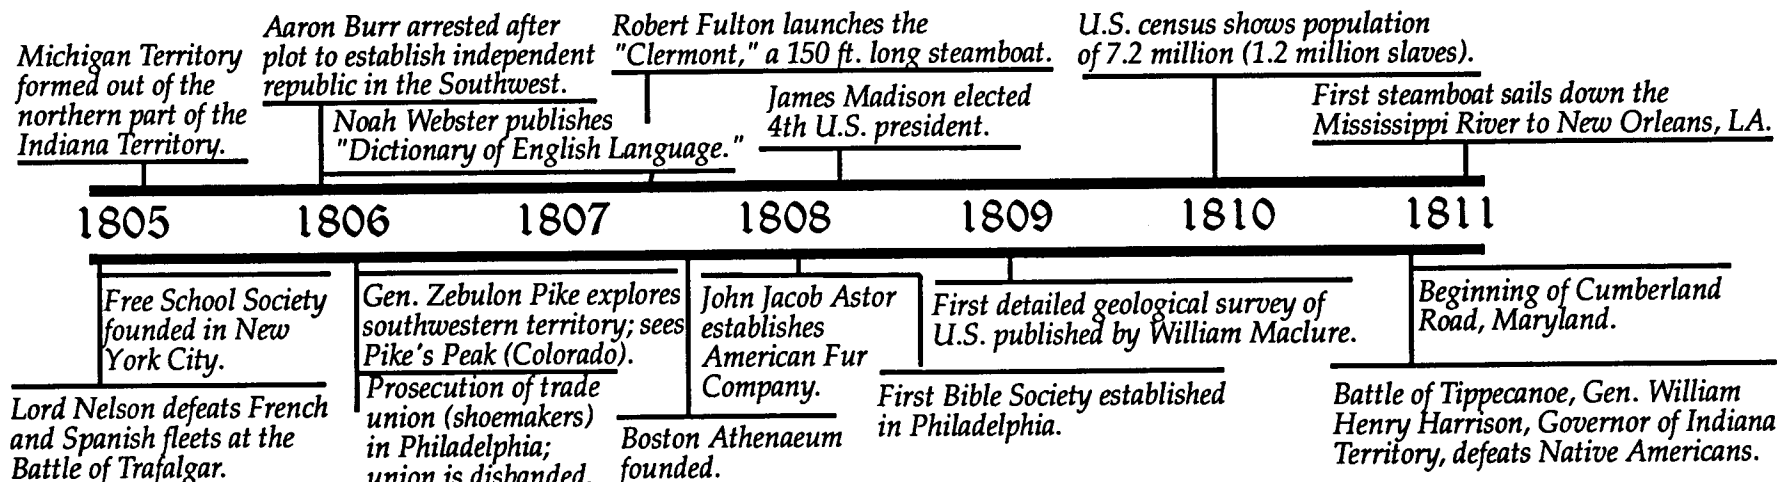 Michigan Territory
formed out of the
northern part of the
Indiana Territory.
Aaron Burr arrested after
plot to establish independent
republic in the Southwest.
Noah Webster publishes
"Dictionary of English Language."
Robert Fulton launches the
"Clermont," a 150 ft. long steamboat.
James Madison elected
4th U.S. president.
U.S. census shows population
of 7.2 million (1.2 million slaves).
First steamboat sails down the
Mississippi River to New Orleans, LA.
1805 1806 1807 1808 1809 1810 1811
Free School Society
founded in New
York City.
Lord Nelson defeats French
and Spanish fleets at the
Battle of Trafalgar.
Gen. Zebulon Pike explores
southwestern territory; sees
Pike's Peak (Colorado).
Prosecution of trade
union (shoemakers)
in Philadelphia;
union is disbanded.
John Jacob Astor
establishes
American Fur
Company.
Boston Athenaeum
founded.
First detailed geological survey of
U.S. published by William Maclure.
First Bible Society established
in Philadelphia.
Beginning of Cumberland
Road, Maryland.
Battle of Tippecanoe, Gen. William
Henry Harrison, Governor of Indiana
Territory, defeats Native Americans.